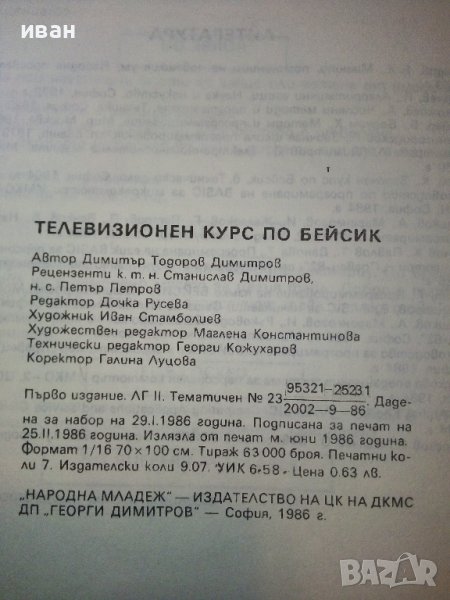 иван
ТЕЛЕВИЗИОНЕН КУРС ПО БЕЙСИК
Автор Димитър Тодоров Димитров
Рецензенти к. т. н. Станислав Димитров,
н. с. Петър Петров
Редактор Дочка Русева
Художник Иван Стамболиев
Художествен редактор Маглена Константинова
Технически редактор Георги Кожухаров
Коректор Галина Луцова
Първо издание. ЛГ II. Тематичен № 23 95321–25231/2002–9–86. Даде-
на за набор на 29.I.1986 година. Подписана за печат на
25.II.1986 година. Излязла от печат м. юни 1986 година.
Формат 1/16 70×100 см. Тираж 63 000 броя. Печатни ко-
ли 7. Издателски коли 9.07. УИК 6.58. Цена 0.63 лв.
„НАРОДНА МЛАДЕЖ" — ИЗДАТЕЛСТВО НА ЦК НА ДКМС
ДП „ГЕОРГИ ДИМИТРОВ" — София, 1986 г.
BAZAR